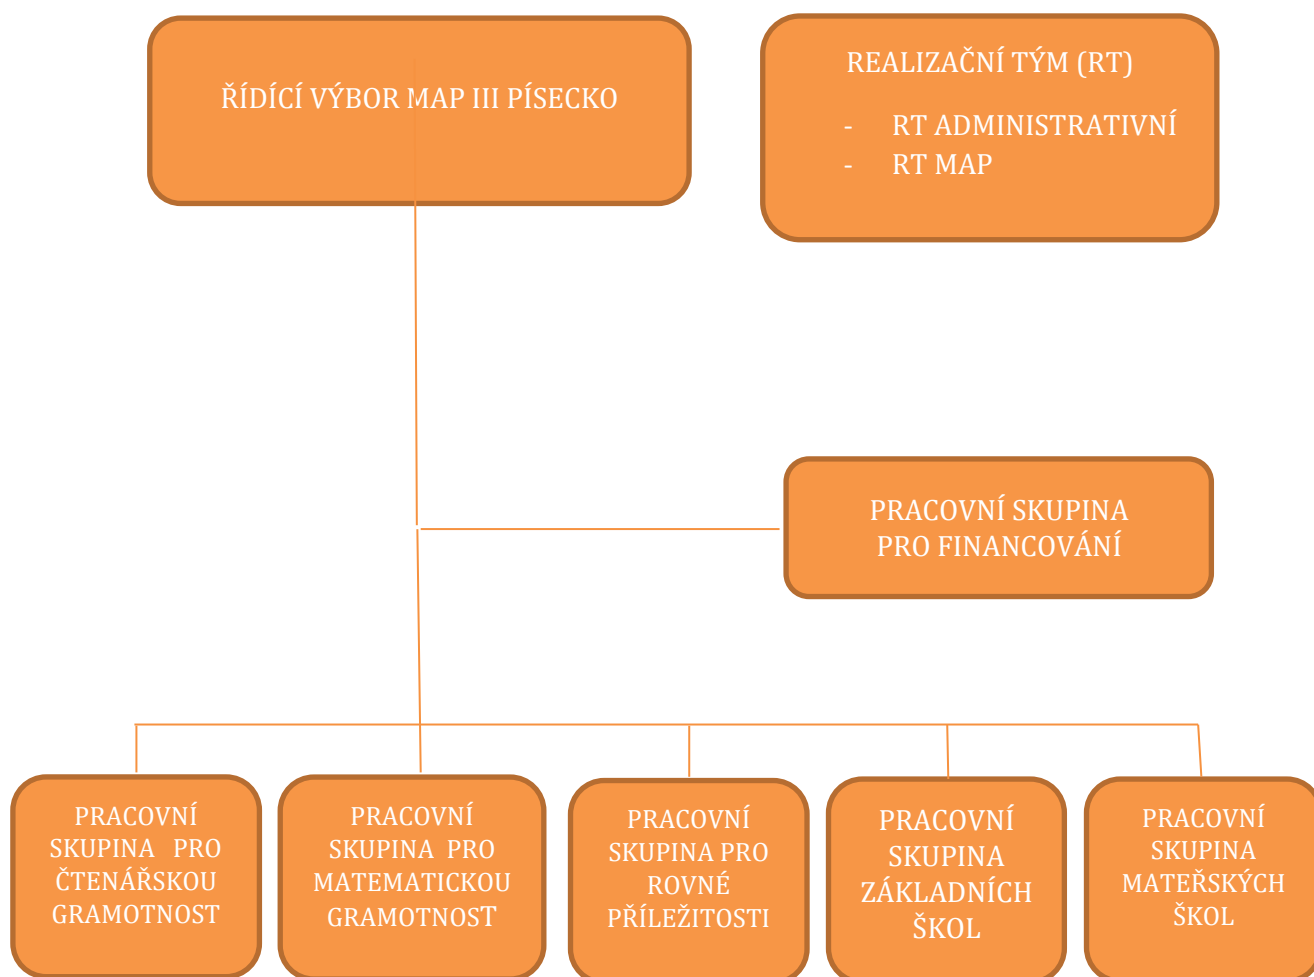 ŘÍDÍCÍ VÝBOR MAP III PÍSECKO
REALIZAČNÍ TÝM (RT)
- RT ADMINISTRATIVNÍ
- RT MAP
PRACOVNÍ SKUPINA
PRO FINANCOVÁNÍ
PRACOVNÍ
SKUPINA PRO
ČTENÁŘSKOU
GRAMOTNOST
PRACOVNÍ
SKUPINA PRO
MATEMATICKOU
GRAMOTNOST
PRACOVNÍ
SKUPINA PRO
ROVNÉ
PŘÍLEŽITOSTI
PRACOVNÍ
SKUPINA
ZÁKLADNÍCH
ŠKOL
PRACOVNÍ
SKUPINA
MATEŘSKÝCH
ŠKOL